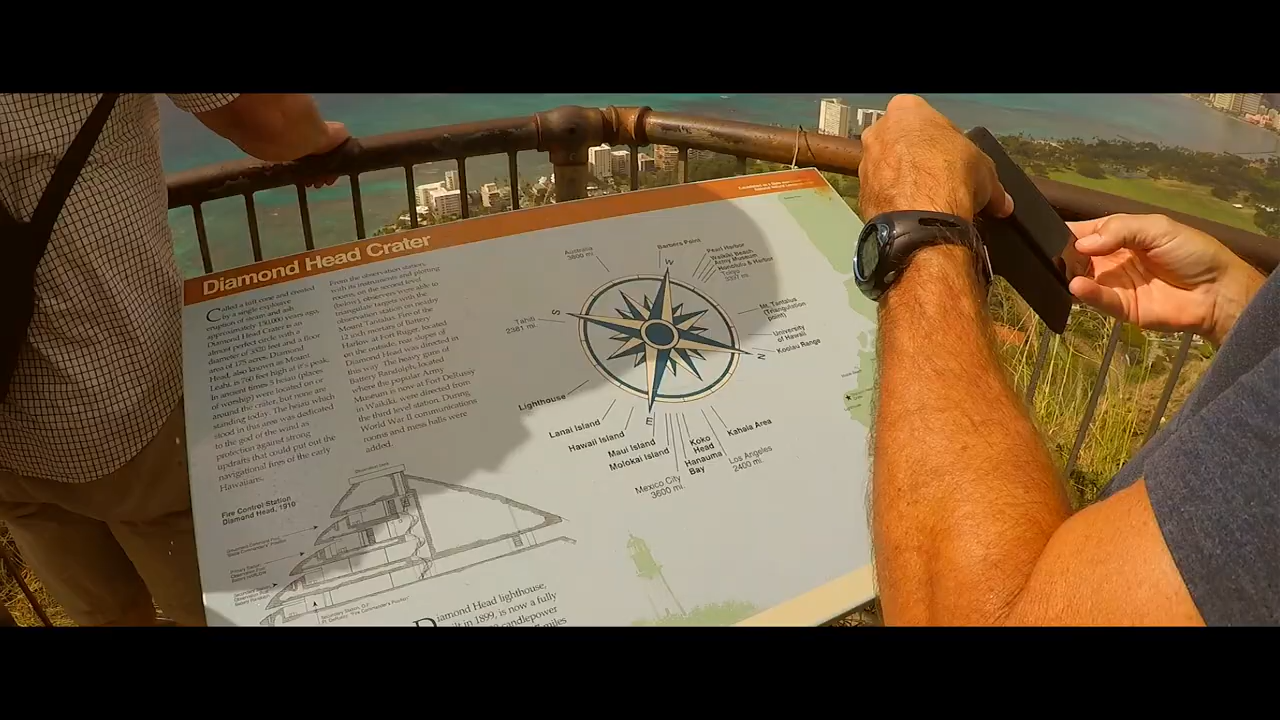 Diamond Head Crater
Called a tuff cone and created
by a single explosive
eruption of steam and ash
approximately 150,000 years ago,
Diamond Head Crater is an
almost perfect circle with a
diameter of 3520 feet and a floor
area of 175 acres. Diamond
Head, also known as Mount
Leahi, is 760 feet high at it's peak.
In ancient times 5 heiau (places
of worship) were located on or
around the crater, but none are
standing today. The heiau which
stood in this area was dedicated
to the god of the wind as
protection against strong
updrafts that could put out the
navigational fires of the early
Hawaiians.
From the observation station,
with its instruments and plotting
rooms, on the second level
(below), observers were able to
triangulate targets with the
observation station on nearby
Mount Tantalus. Fire of the
12 inch mortars of Battery
Harlow at Fort Ruger, located
on the outside, rear slopes of
Diamond Head was directed in
this way. The heavy guns of
Battery Randolph, located
where the popular Army
Museum is now at Fort DeRussy
in Waikiki, were directed from
the third level station. During
World War II communications
rooms and mess halls were
added.
Australia
3800 mi.
Barbers Point
Pearl Harbor
Waikiki Beach
Army Museum
Honolulu & Harbor
Tokyo
W
Mt. Tantalus
(Triangulation
point)
University
of Hawaii
Koolau Range
N
Tahiti
2381 mi
S
Lighthouse
Lanai Island
Hawaii Island
E
Maui Island
Molokai Island
Mexico City
3600 mi.
Koko
Head
Hanauma
Bay
Kahala Area
Los Angeles
2400 mi.
Fire Control Station
Diamond Head, 1910
Observation Deck
Diamond Head lighthouse,
built in 1899, is now a fully
candlepower
miles